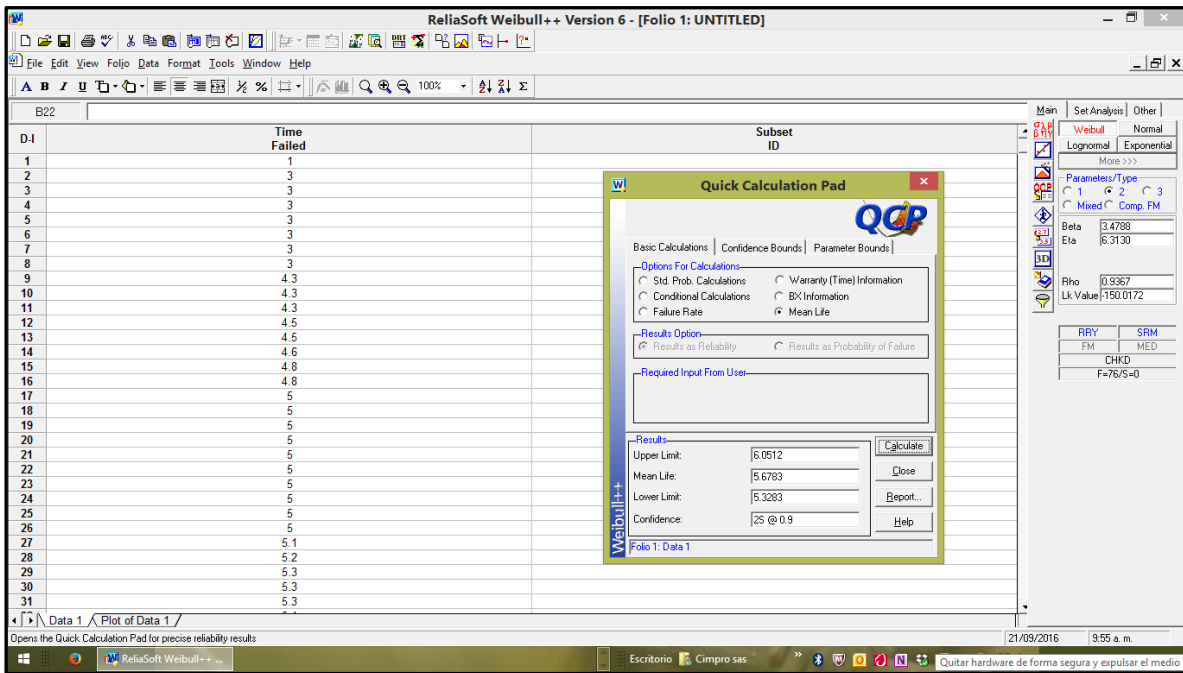 ReliaSoft Weibull++ Version 6 - [Folio 1: UNTITLED]
File Edit View Folio Data Format Tools Window Help
A B I U 100%
B22
D-I Time Failed Subset ID
1 1
2 3
3 3
4 3
5 3
6 3
7 3
8 3
9 4.3
10 4.3
11 4.3
12 4.5
13 4.5
14 4.6
15 4.8
16 4.8
17 5
18 5
19 5
20 5
21 5
22 5
23 5
24 5
25 5
26 5
27 5.1
28 5.2
29 5.3
30 5.3
31 5.3
Data 1 Plot of Data 1
Quick Calculation Pad
QCP
Basic Calculations Confidence Bounds Parameter Bounds
Options For Calculations
Std. Prob. Calculations Warranty (Time) Information
Conditional Calculations BX Information
Failure Rate Mean Life
Results Option
Results as Reliability Results as Probability of Failure
Required Input From User
Results
Upper Limit: 6.0512
Mean Life: 5.6783
Lower Limit: 5.3283
Confidence: 2S @ 0.9
Calculate
Close
Report...
Help
Weibull++
Folio 1: Data 1
Main Set Analysis Other
Weibull Normal
Lognormal Exponential
More >>>
Parameters/Type
1 2 3
Mixed Comp. FM
Beta 3.4788
Eta 6.3130
Rho 0.9367
Lk Value -150.0172
RRY SRM
FM MED
CHKD
F=76/S=0
QCP
3D
Opens the Quick Calculation Pad for precise reliability results
21/09/2016 9:55 a. m.
ReliaSoft Weibull++ ...
Escritorio Cimpro sas
Quitar hardware de forma segura y expulsar el medio